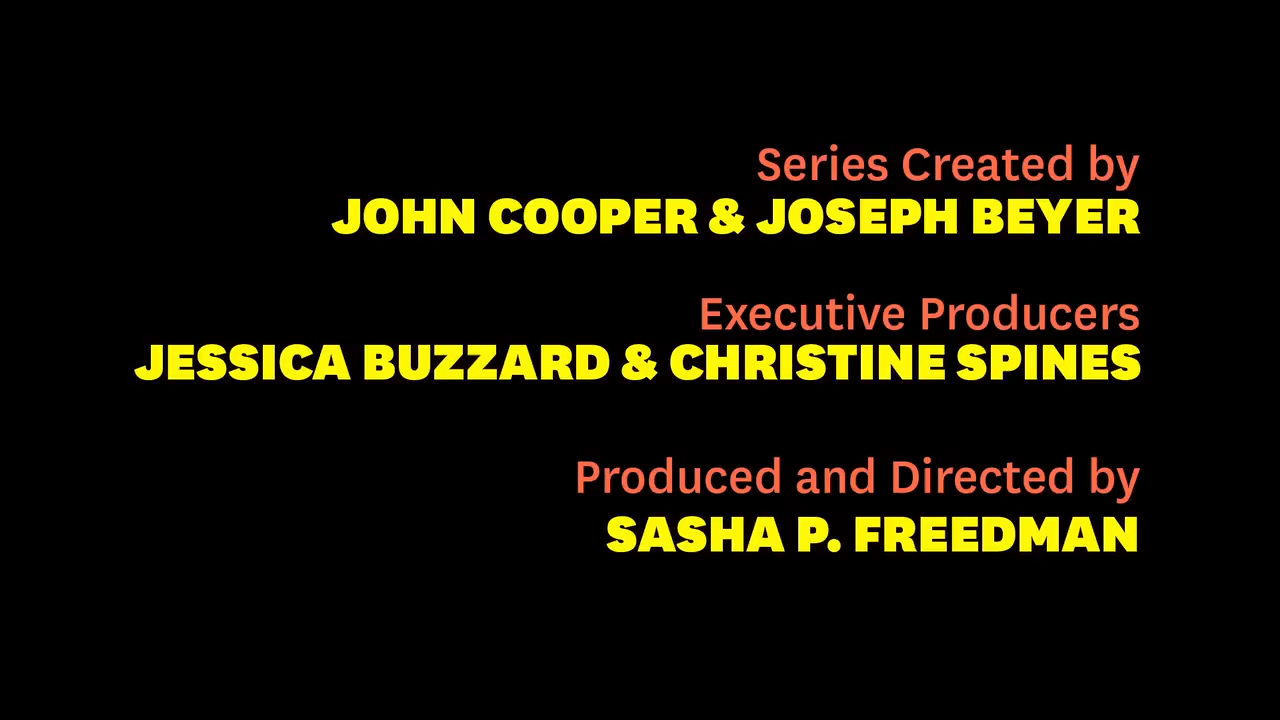 Series Created by
JOHN COOPER & JOSEPH BEYER
Executive Producers
JESSICA BUZZARD & CHRISTINE SPINES
Produced and Directed by
SASHA P. FREEDMAN